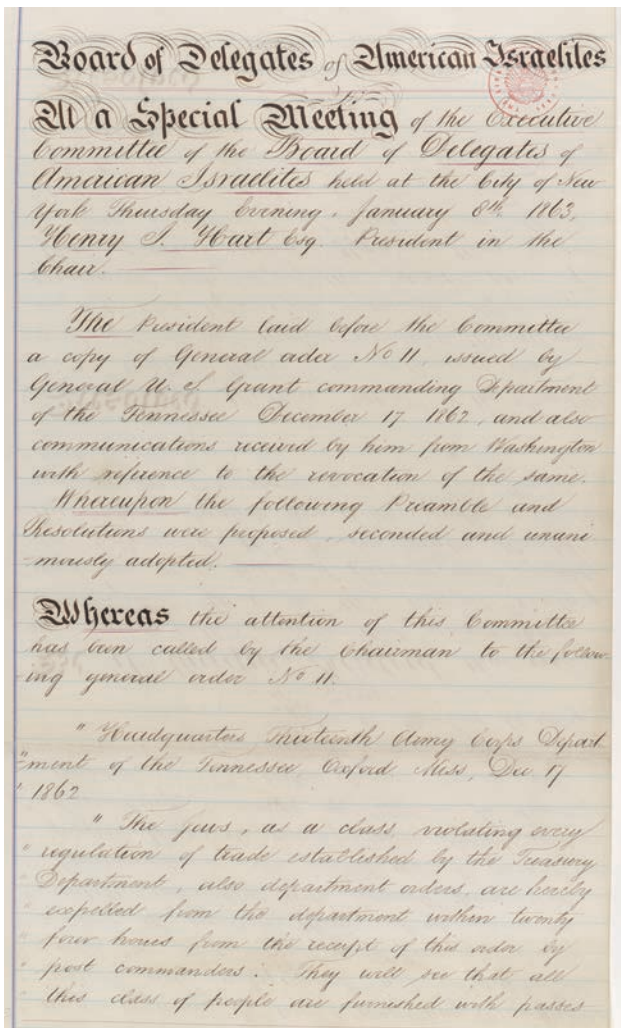 Board of Delegates of American Israelites
At a Special Meeting of the Executive
Committee of the Board of Delegates of
American Israelites held at the City of New
York Thursday Evening, January 8th, 1863,
Henry I. Hart Esq. President in the
Chair.
The President laid before the Committee
a copy of General order No 11, issued by
General U. S. Grant commanding Department
of the Tennessee December 17 1862, and also
communications received by him from Washington
with reference to the revocation of the same.
Whereupon the following Preamble and
Resolutions were proposed, seconded and unani
-mously adopted.
Whereas the attention of this Committee
has been called by the Chairman to the follow-
ing general order No 11.
" Headquarters Thirteenth Army Corps Depart
" ment of the Tennessee, Oxford Miss, Dec 17
" 1862
" The Jews, as a class, violating every
" regulation of trade established by the Treasury
" Department, also department orders, are hereby
" expelled from the department within twenty
" four hours from the receipt of this order by
" post commanders. They will see that all
" this class of people are furnished with passes